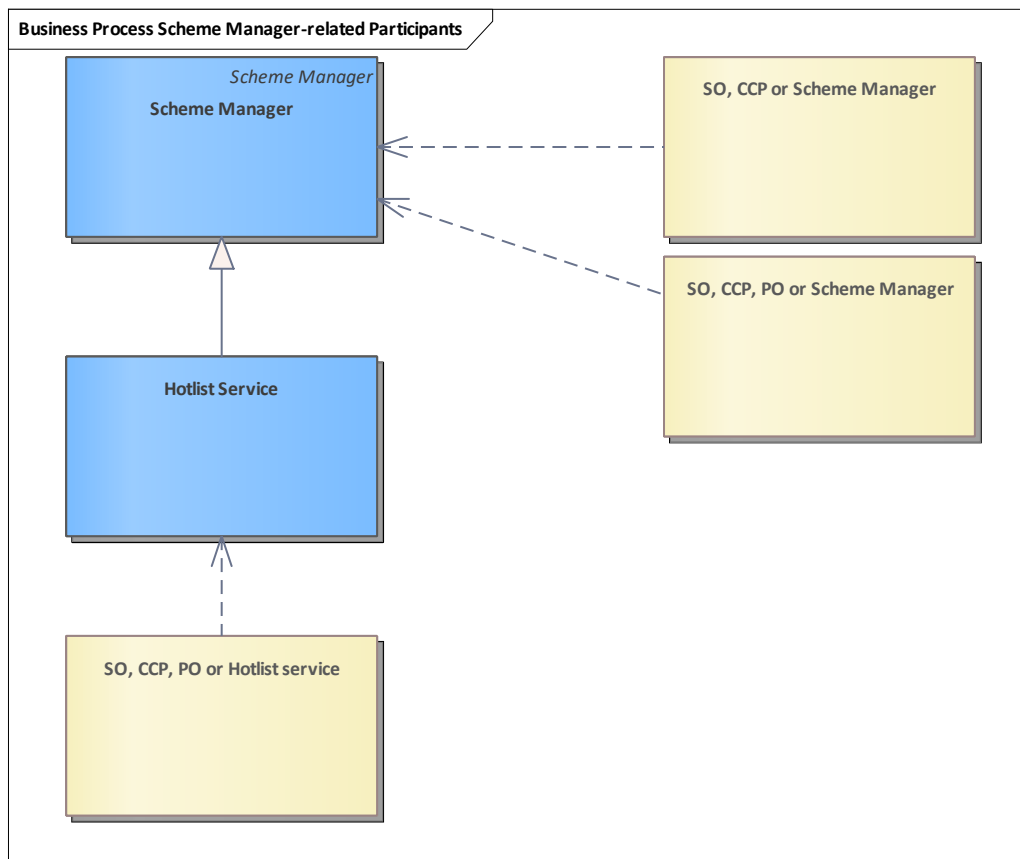 Business Process Scheme Manager-related Participants
Scheme Manager
Scheme Manager
SO, CCP or Scheme Manager
SO, CCP, PO or Scheme Manager
Hotlist Service
SO, CCP, PO or Hotlist service